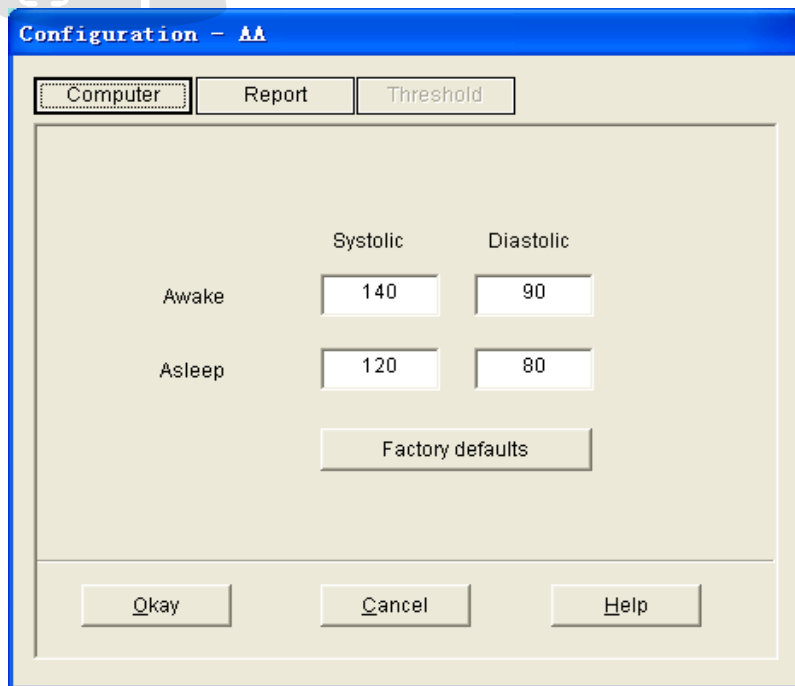 Configuration - AA
Computer Report Threshold
Systolic Diastolic
Awake 140 90
Asleep 120 80
Factory defaults
Okay Cancel Help